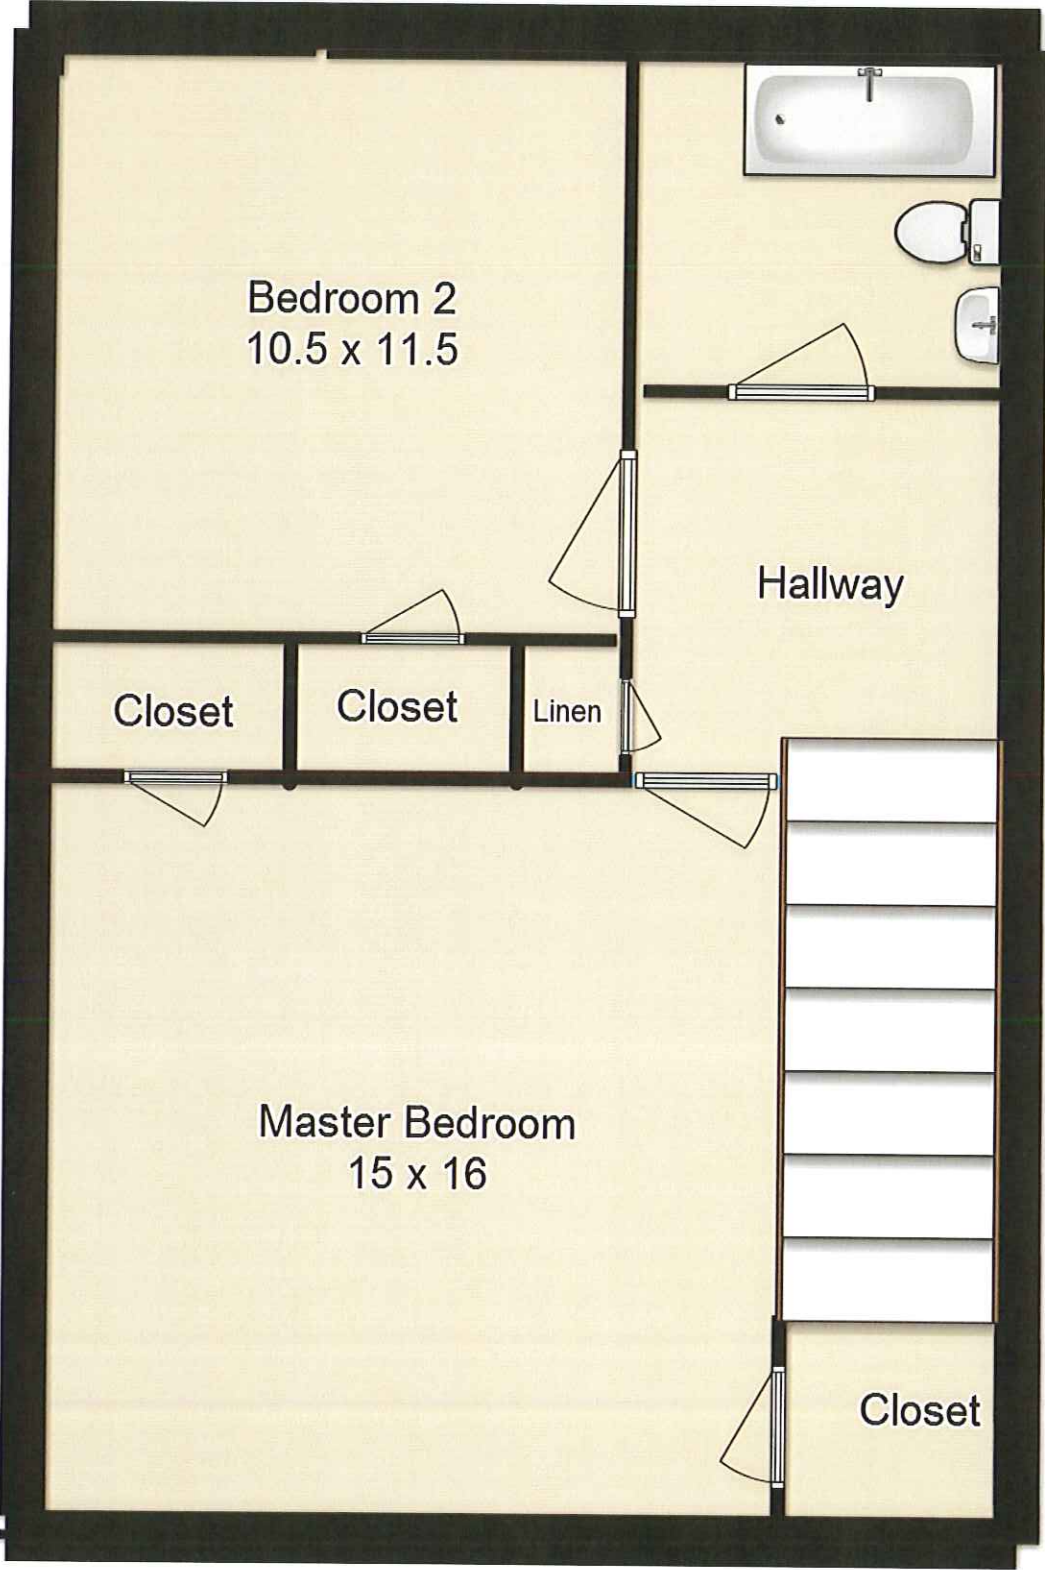 Bedroom 2
10.5 x 11.5
Hallway
Closet
Closet
Linen
Master Bedroom
15 x 16
Closet